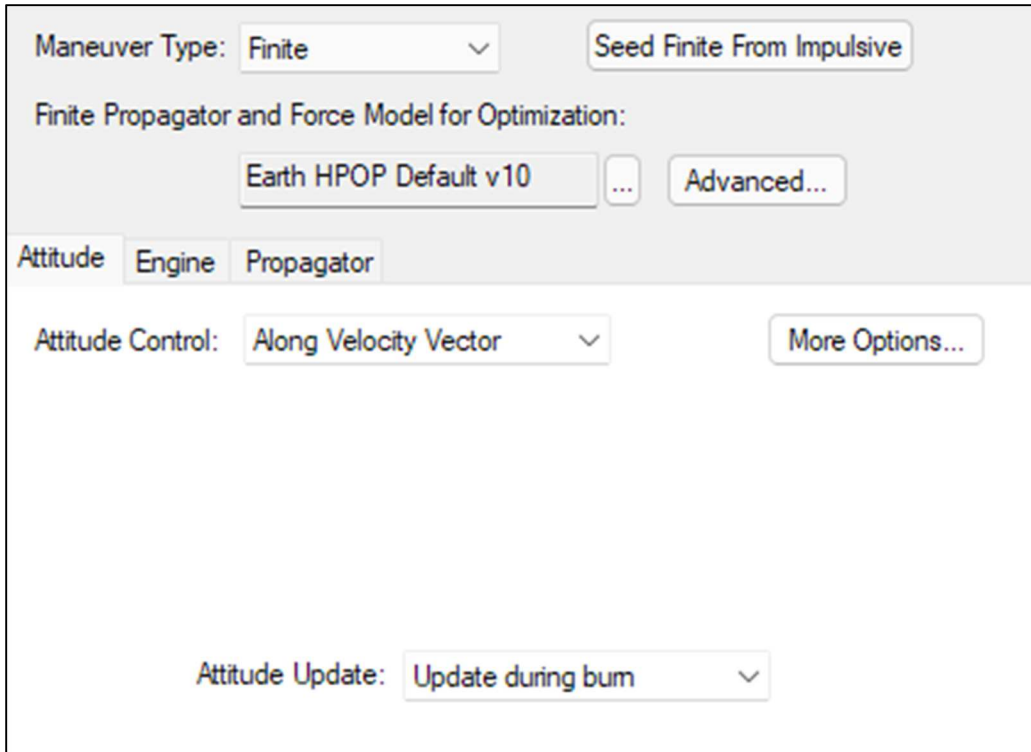 Maneuver Type: Finite Seed Finite From Impulsive
Finite Propagator and Force Model for Optimization:
Earth HPOP Default v10 ... Advanced...
Attitude Engine Propagator
Attitude Control: Along Velocity Vector More Options...
Attitude Update: Update during burn